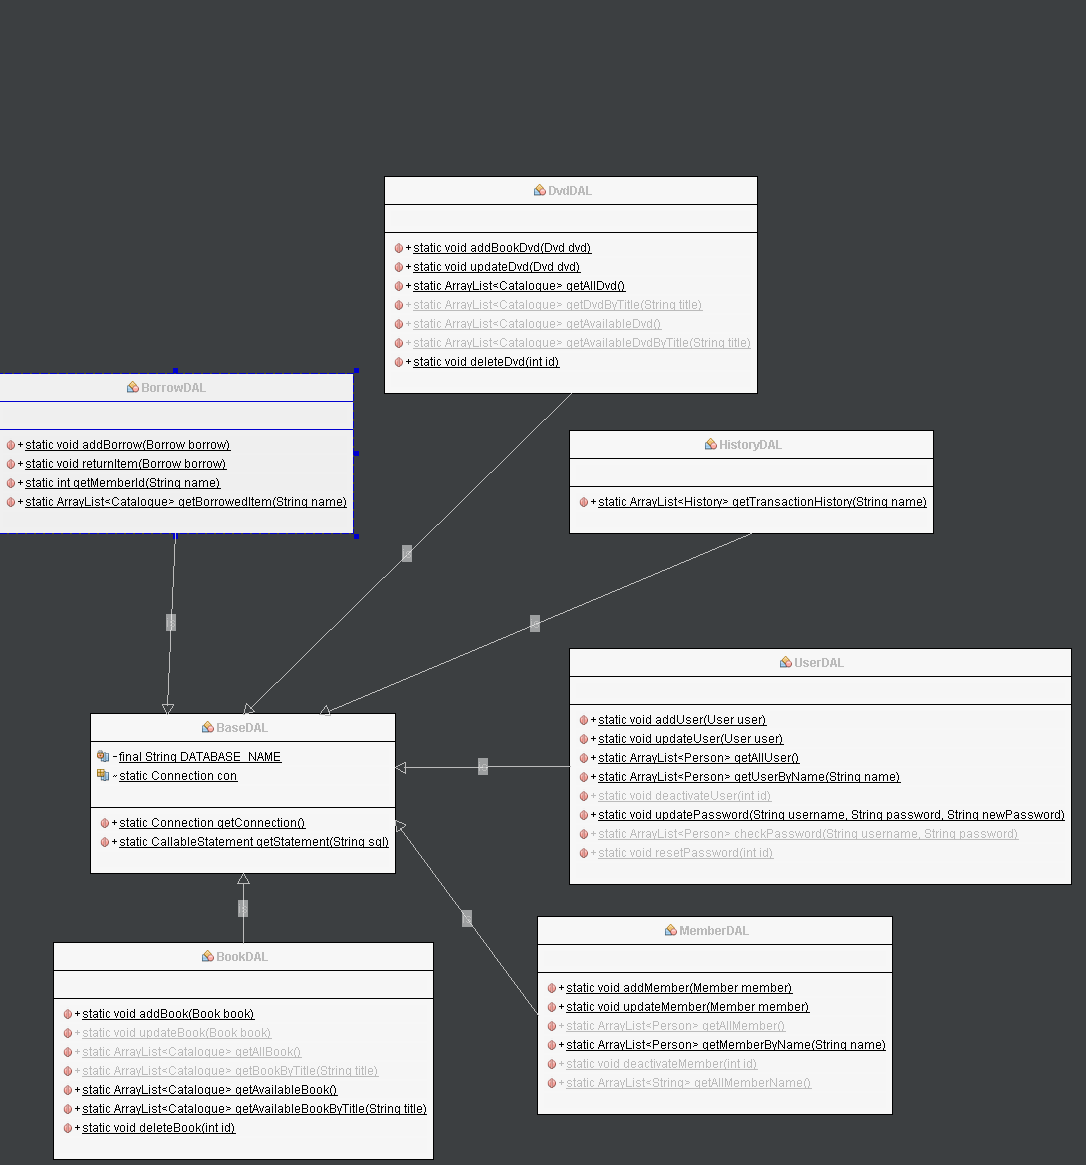 DvdDAL
+static void addBookDvd(Dvd dvd)
+static void updateDvd(Dvd dvd)
+static ArrayList<Catalogue> getAllDvd()
+static ArrayList<Catalogue> getDvdByTitle(String title)
+static ArrayList<Catalogue> getAvailableDvd()
+static ArrayList<Catalogue> getAvailableDvdByTitle(String title)
+static void deleteDvd(int id)
BorrowDAL
+static void addBorrow(Borrow borrow)
+static void returnItem(Borrow borrow)
+static int getMemberId(String name)
+static ArrayList<Catalogue> getBorrowedItem(String name)
HistoryDAL
+static ArrayList<History> getTransactionHistory(String name)
UserDAL
+static void addUser(User user)
+static void updateUser(User user)
+static ArrayList<Person> getAllUser()
+static ArrayList<Person> getUserByName(String name)
+static void deactivateUser(int id)
+static void updatePassword(String username, String password, String newPassword)
+static ArrayList<Person> checkPassword(String username, String password)
+static void resetPassword(int id)
BaseDAL
-final String DATABASE_NAME
~static Connection con
+static Connection getConnection()
+static CallableStatement getStatement(String sql)
MemberDAL
+static void addMember(Member member)
+static void updateMember(Member member)
+static ArrayList<Person> getAllMember()
+static ArrayList<Person> getMemberByName(String name)
+static void deactivateMember(int id)
+static ArrayList<String> getAllMemberName()
BookDAL
+static void addBook(Book book)
+static void updateBook(Book book)
+static ArrayList<Catalogue> getAllBook()
+static ArrayList<Catalogue> getBookByTitle(String title)
+static ArrayList<Catalogue> getAvailableBook()
+static ArrayList<Catalogue> getAvailableBookByTitle(String title)
+static void deleteBook(int id)